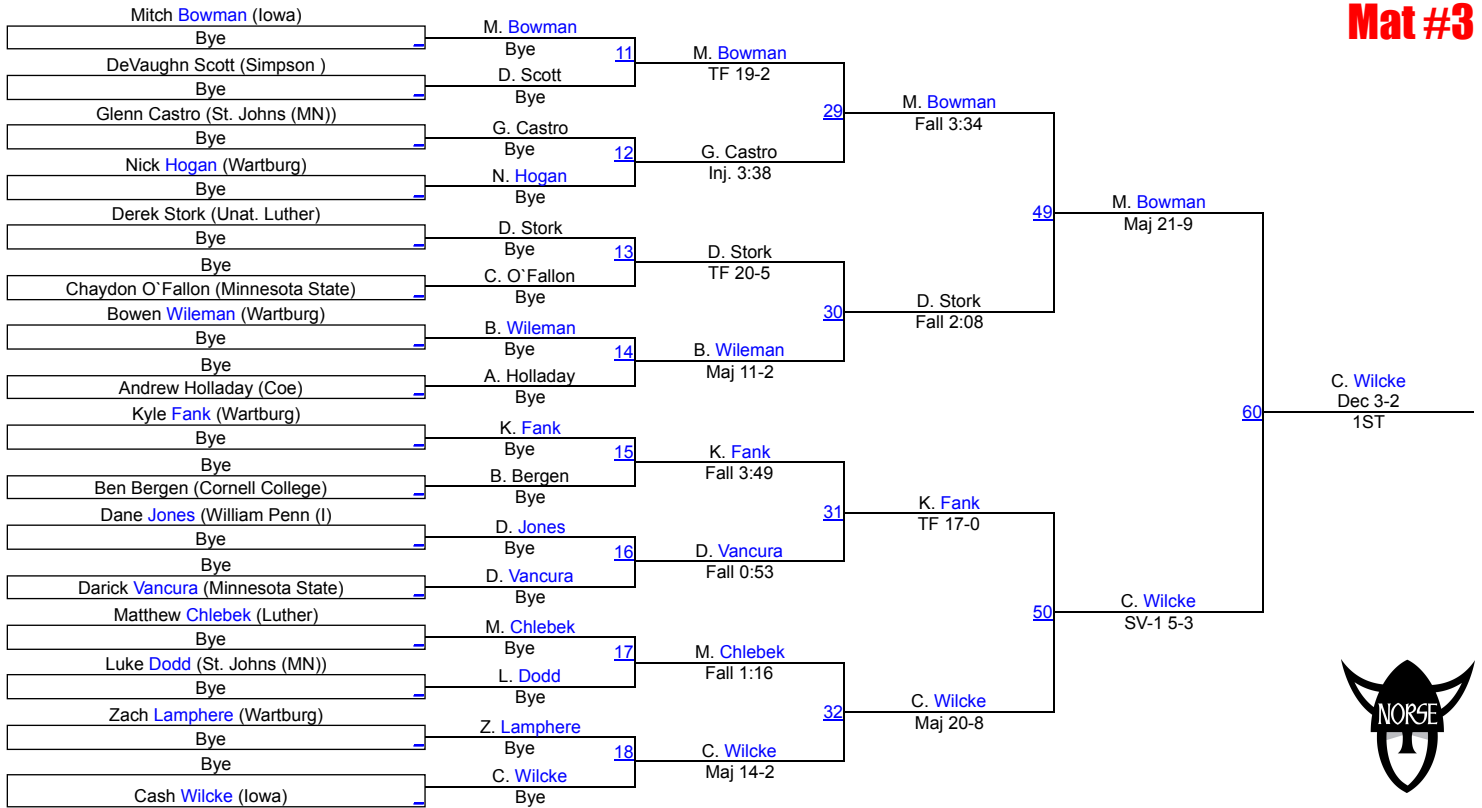 Mat #3
Mitch Bowman (Iowa)
Bye
DeVaughn Scott (Simpson )
Bye
Glenn Castro (St. Johns (MN))
Bye
Nick Hogan (Wartburg)
Bye
Derek Stork (Unat. Luther)
Bye
Bye
Chaydon O`Fallon (Minnesota State)
Bowen Wileman (Wartburg)
Bye
Bye
Andrew Holladay (Coe)
Kyle Fank (Wartburg)
Bye
Bye
Ben Bergen (Cornell College)
Dane Jones (William Penn (I)
Bye
Bye
Darick Vancura (Minnesota State)
Matthew Chlebek (Luther)
Bye
Luke Dodd (St. Johns (MN))
Bye
Zach Lamphere (Wartburg)
Bye
Bye
Cash Wilcke (Iowa)
M. Bowman
Bye
11
D. Scott
Bye
G. Castro
Bye
12
N. Hogan
Bye
D. Stork
Bye
13
C. O`Fallon
Bye
B. Wileman
Bye
14
A. Holladay
Bye
K. Fank
Bye
15
B. Bergen
Bye
D. Jones
Bye
16
D. Vancura
Bye
M. Chlebek
Bye
17
L. Dodd
Bye
Z. Lamphere
Bye
18
C. Wilcke
Bye
M. Bowman
TF 19-2
29
G. Castro
Inj. 3:38
D. Stork
TF 20-5
30
B. Wileman
Maj 11-2
K. Fank
Fall 3:49
31
D. Vancura
Fall 0:53
M. Chlebek
Fall 1:16
32
C. Wilcke
Maj 14-2
M. Bowman
Fall 3:34
49
D. Stork
Fall 2:08
K. Fank
TF 17-0
50
C. Wilcke
Maj 20-8
M. Bowman
Maj 21-9
60
C. Wilcke
SV-1 5-3
C. Wilcke
Dec 3-2
1ST
NORSE